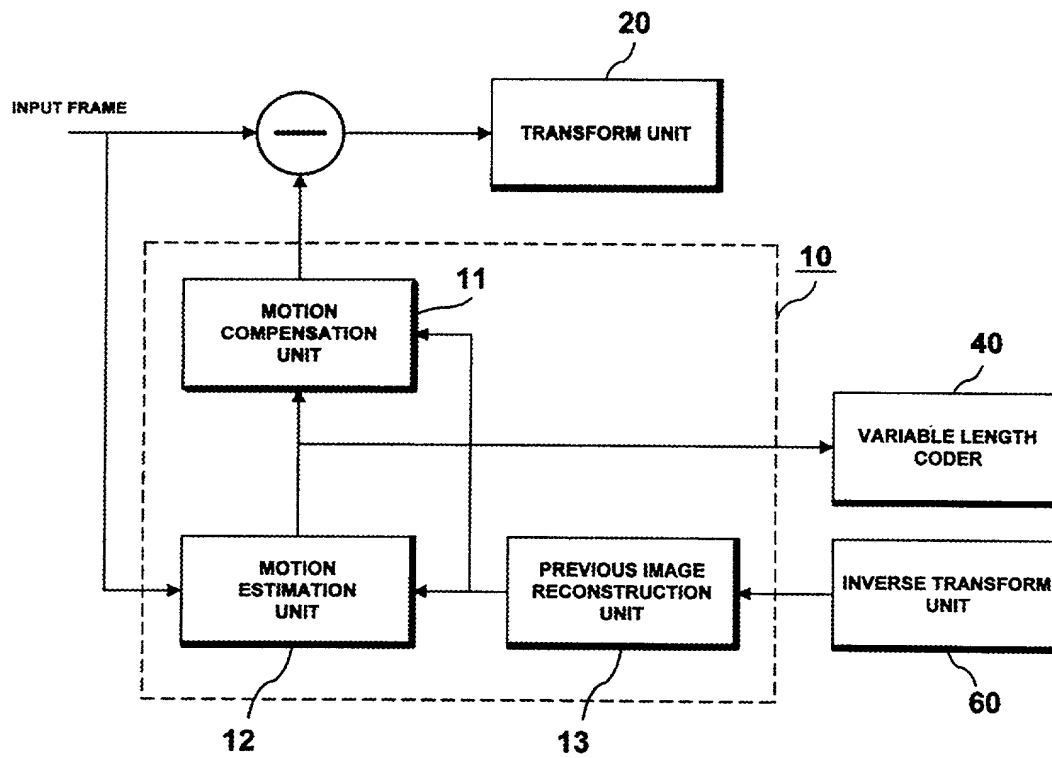 20
INPUT FRAME
TRANSFORM UNIT
10
11
MOTION
COMPENSATION
UNIT
40
VARIABLE LENGTH
CODER
MOTION
ESTIMATION
UNIT
PREVIOUS IMAGE
RECONSTRUCTION
UNIT
INVERSE TRANSFORM
UNIT
12
13
60